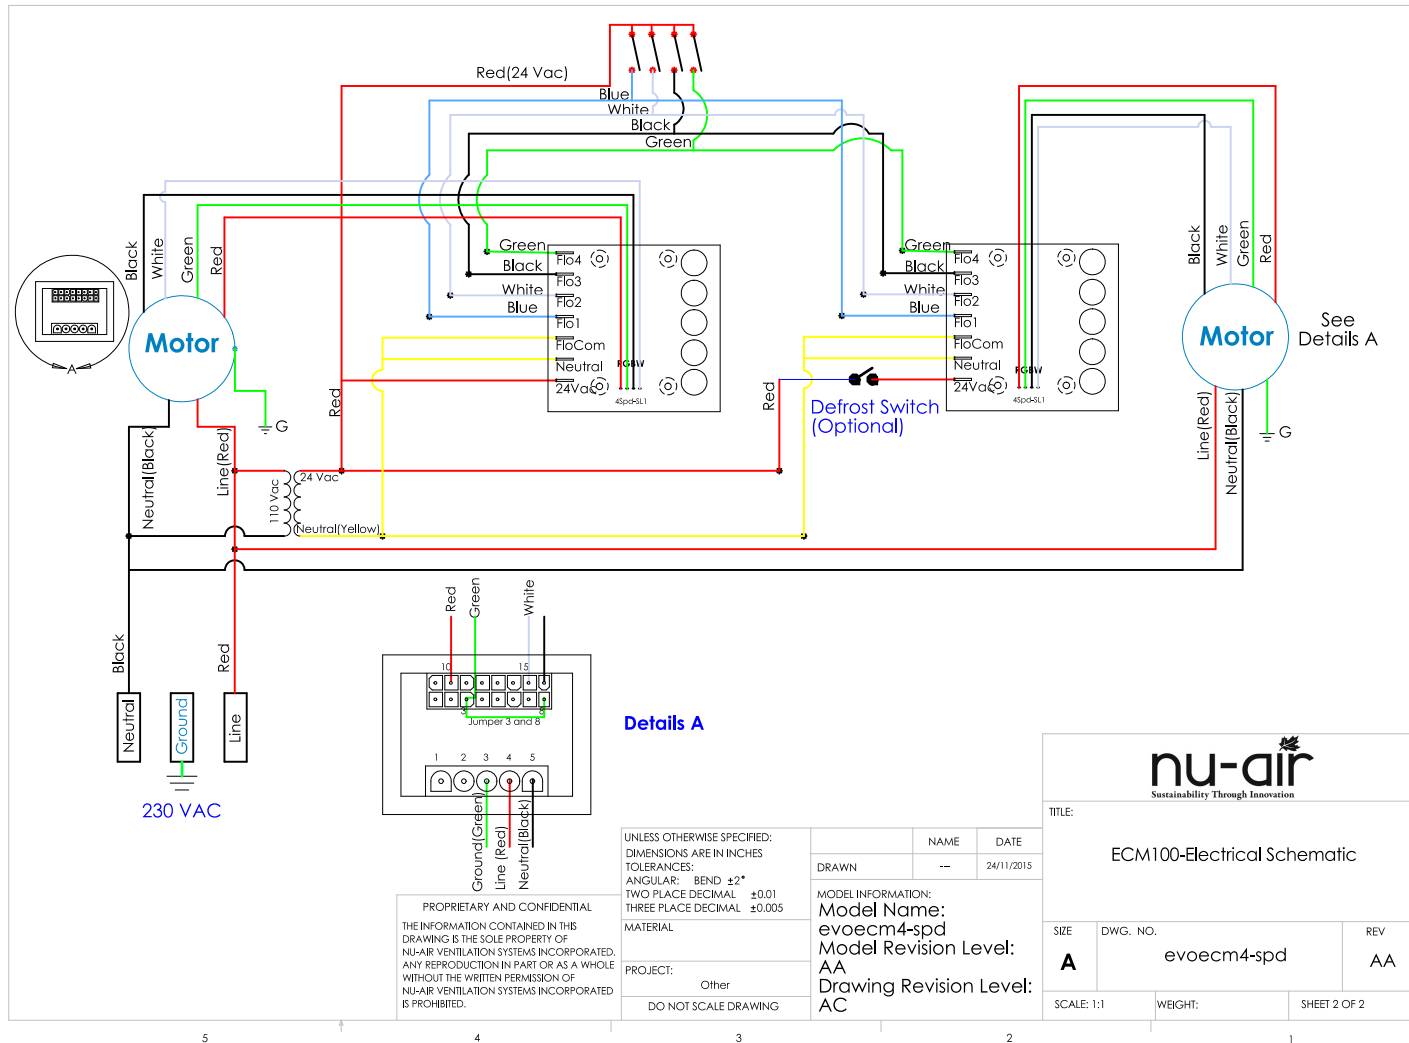 Red(24 Vac)
Blue
White
Black
Green
Black
White
Green
Red
Motor
A
G
Green
Black
White
Blue
Flo4
Flo3
Flo2
Flo1
FloCom
Neutral
24Vac
RGBW
4Spd-SL1
Red
Green
Black
White
Blue
Flo4
Flo3
Flo2
Flo1
FloCom
Neutral
24Vac
RGBW
4Spd-SL1
Red
Defrost Switch
(Optional)
Black
White
Green
Red
Motor
See
Details A
G
Line(Red)
Neutral(Black)
Neutral(Black)
Line(Red)
110 Vac
24 Vac
Neutral(Yellow)
Black
Red
Neutral
Ground
Line
230 VAC
Red
Green
White
10
15
3
8
Jumper 3 and 8
1 2 3 4 5
Ground(Green)
Line (Red)
Neutral(Black)
Details A
PROPRIETARY AND CONFIDENTIAL
THE INFORMATION CONTAINED IN THIS
DRAWING IS THE SOLE PROPERTY OF
NU-AIR VENTILATION SYSTEMS INCORPORATED.
ANY REPRODUCTION IN PART OR AS A WHOLE
WITHOUT THE WRITTEN PERMISSION OF
NU-AIR VENTILATION SYSTEMS INCORPORATED
IS PROHIBITED.
UNLESS OTHERWISE SPECIFIED:
DIMENSIONS ARE IN INCHES
TOLERANCES:
ANGULAR: BEND ±2°
TWO PLACE DECIMAL ±0.01
THREE PLACE DECIMAL ±0.005
MATERIAL
PROJECT:
Other
DO NOT SCALE DRAWING
NAME DATE
DRAWN --- 24/11/2015
MODEL INFORMATION:
Model Name:
evoecm4-spd
Model Revision Level:
AA
Drawing Revision Level:
AC
nu-air
Sustainability Through Innovation
TITLE:
ECM100-Electrical Schematic
SIZE DWG. NO. REV
A evoecm4-spd AA
SCALE: 1:1 WEIGHT: SHEET 2 OF 2
5 4 3 2 1